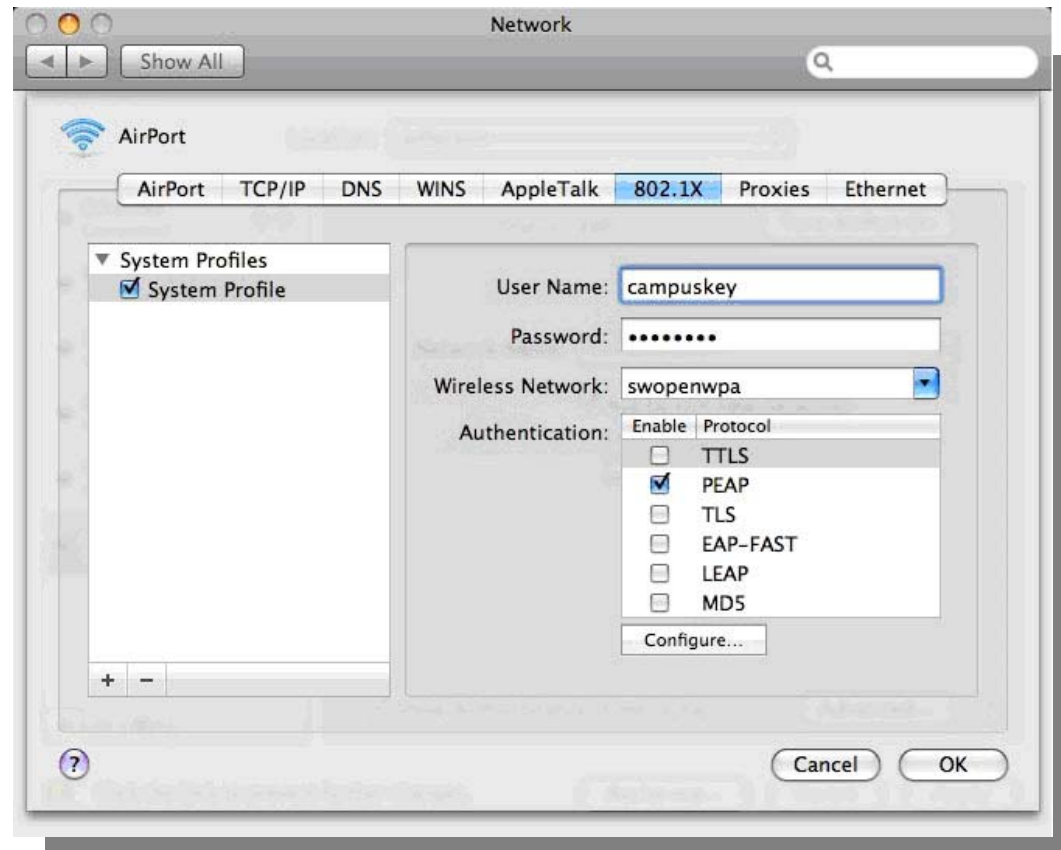 Network
Show All
AirPort
AirPort TCP/IP DNS WINS AppleTalk 802.1X Proxies Ethernet
System Profiles
System Profile
User Name: campuskey
Password: ••••••••
Wireless Network: swopenwpa
Authentication:
Enable Protocol
TTLS
PEAP
TLS
EAP-FAST
LEAP
MD5
Configure...
+ −
?
Cancel OK